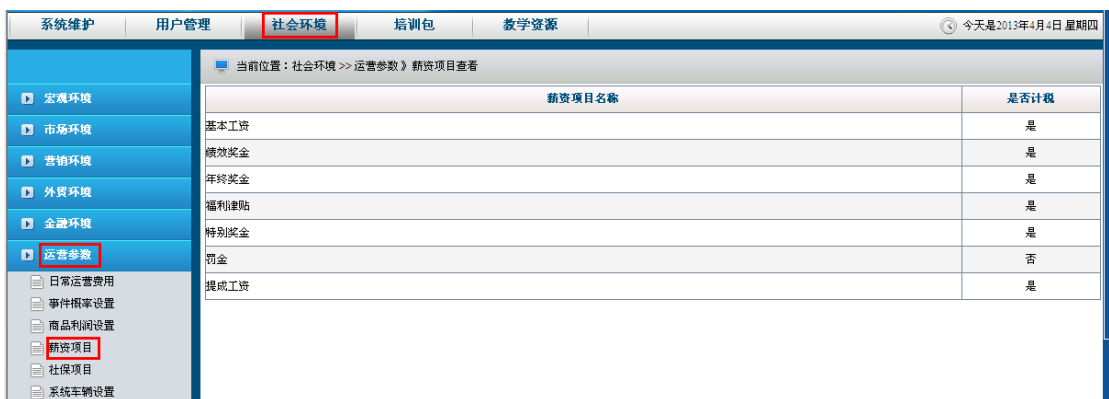 系统维护 用户管理 社会环境 培训包 教学资源 今天是2013年4月4日 星期四
当前位置：社会环境 >> 运营参数 》 薪资项目查看
宏观环境
市场环境
营销环境
外贸环境
金融环境
运营参数
日常运营费用
事件概率设置
商品利润设置
薪资项目
社保项目
系统车辆设置
薪资项目名称 是否计税
基本工资 是
绩效奖金 是
年终奖金 是
福利津贴 是
特别奖金 是
罚金 否
提成工资 是